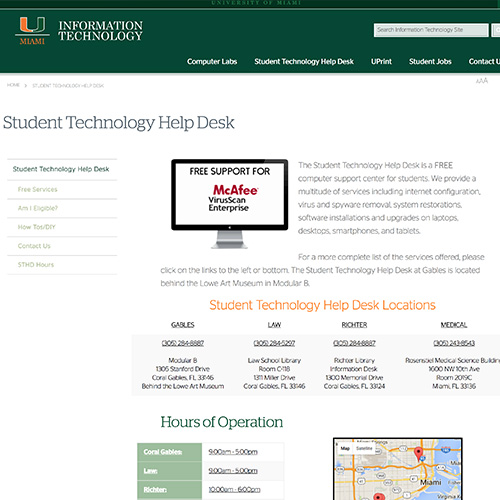 UNIVERSITY OF MIAMI
U
MIAMI
INFORMATION
TECHNOLOGY
Search Information Technology Site
Computer Labs Student Technology Help Desk UPrint Student Jobs Contact U
HOME > STUDENT TECHNOLOGY HELP DESK
AAA
Student Technology Help Desk
Student Technology Help Desk
Free Services
Am I Eligible?
How Tos/DIY
Contact Us
STHD Hours
FREE SUPPORT FOR
McAfee
VirusScan
Enterprise
The Student Technology Help Desk is a FREE
computer support center for students. We provide a
multitude of services including internet configuration,
virus and spyware removal, system restorations,
software installations and upgrades on laptops,
desktops, smartphones, and tablets.
For a more complete list of the services offered, please
click on the links to the left or bottom. The Student Technology Help Desk at Gables is located
behind the Lowe Art Museum in Modular B.
Student Technology Help Desk Locations
GABLES LAW RICHTER MEDICAL
(305) 284-8887 (305) 284-5297 (305) 284-8887 (305) 243-8543
Modular B Law School Library Richter Library Rosenstiel Medical Science Building
1305 Stanford Drive Room C-118 Information Desk 1600 NW 10th Ave
Coral Gables, FL 33146 1311 Miller Drive 1300 Memorial Drive Room 2019C
Behind the Lowe Art Museum Coral Gables, FL 33146 Coral Gables, FL 33124 Miami, FL 33136
Hours of Operation
Coral Gables: 9:00am - 5:00pm
Law: 9:00am - 5:00pm
Richter: 10:00am - 6:00pm
Map Satellite
Miami